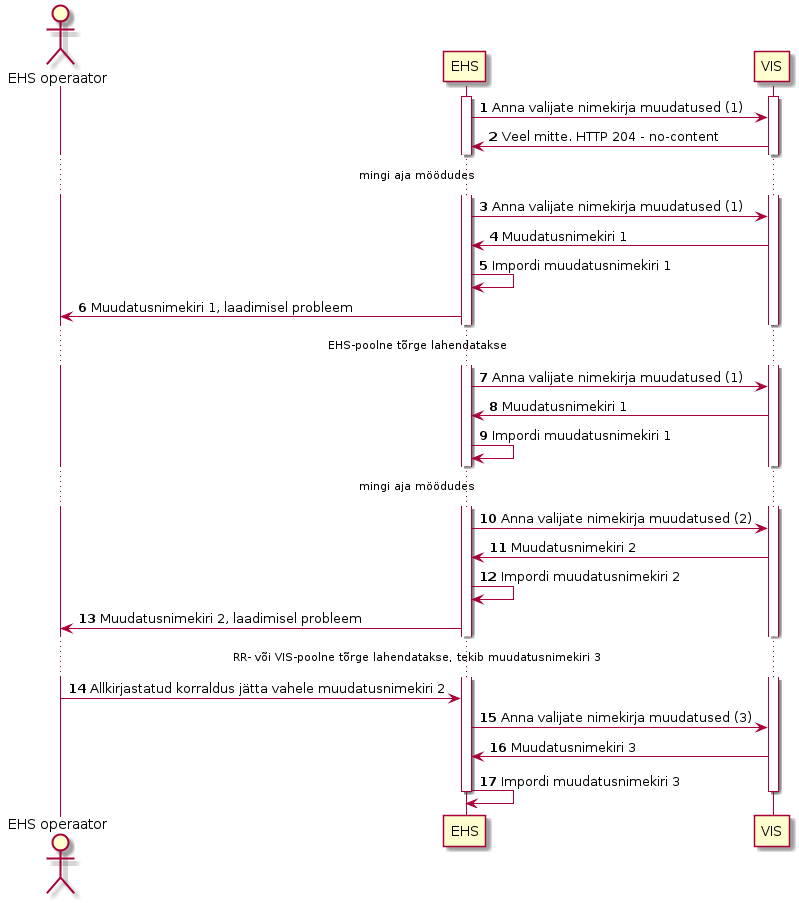 EHS operaator
EHS
VIS
1 Anna valijate nimekirja muudatused (1)
2 Veel mitte. HTTP 204 - no-content
mingi aja möödudes
3 Anna valijate nimekirja muudatused (1)
4 Muudatusnimekiri 1
5 Impordi muudatusnimekiri 1
6 Muudatusnimekiri 1, laadimisel probleem
EHS-poolne tõrge lahendatakse
7 Anna valijate nimekirja muudatused (1)
8 Muudatusnimekiri 1
9 Impordi muudatusnimekiri 1
mingi aja möödudes
10 Anna valijate nimekirja muudatused (2)
11 Muudatusnimekiri 2
12 Impordi muudatusnimekiri 2
13 Muudatusnimekiri 2, laadimisel probleem
RR- või VIS-poolne tõrge lahendatakse, tekib muudatusnimekiri 3
14 Allkirjastatud korraldus jätta vahele muudatusnimekiri 2
15 Anna valijate nimekirja muudatused (3)
16 Muudatusnimekiri 3
17 Impordi muudatusnimekiri 3
EHS operaator
EHS
VIS